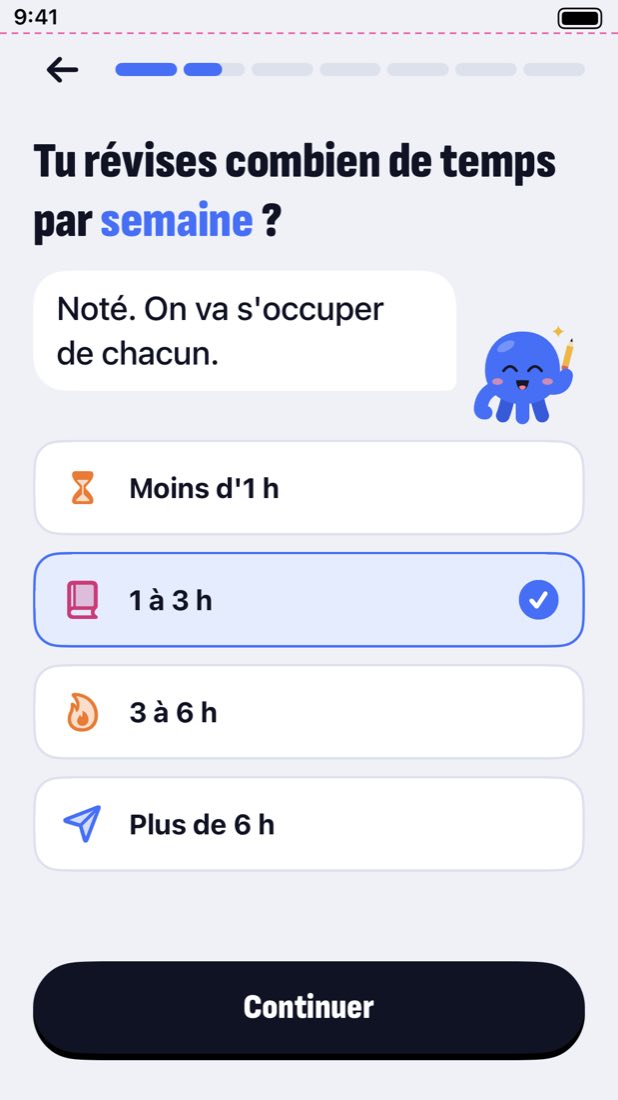 9:41
Tu révises combien de temps
par semaine ?
Noté. On va s'occuper
de chacun.
Moins d'1 h
1 à 3 h
3 à 6 h
Plus de 6 h
Continuer